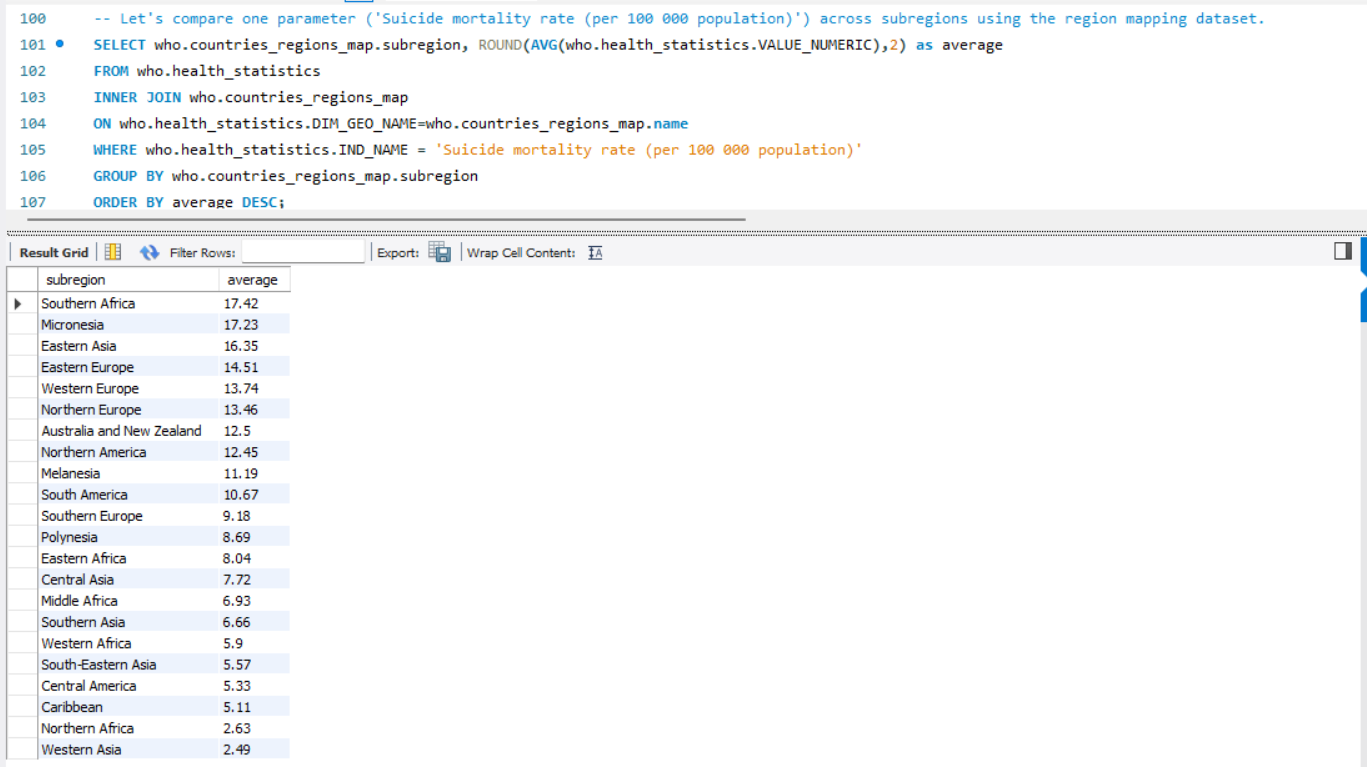 100 -- Let's compare one parameter ('Suicide mortality rate (per 100 000 population)') across subregions using the region mapping dataset.
101 SELECT who.countries_regions_map.subregion, ROUND(AVG(who.health_statistics.VALUE_NUMERIC),2) as average
102 FROM who.health_statistics
103 INNER JOIN who.countries_regions_map
104 ON who.health_statistics.DIM_GEO_NAME=who.countries_regions_map.name
105 WHERE who.health_statistics.IND_NAME = 'Suicide mortality rate (per 100 000 population)'
106 GROUP BY who.countries_regions_map.subregion
107 ORDER BY average DESC;
Result Grid Filter Rows: Export: Wrap Cell Content: IA
subregion average
Southern Africa 17.42
Micronesia 17.23
Eastern Asia 16.35
Eastern Europe 14.51
Western Europe 13.74
Northern Europe 13.46
Australia and New Zealand 12.5
Northern America 12.45
Melanesia 11.19
South America 10.67
Southern Europe 9.18
Polynesia 8.69
Eastern Africa 8.04
Central Asia 7.72
Middle Africa 6.93
Southern Asia 6.66
Western Africa 5.9
South-Eastern Asia 5.57
Central America 5.33
Caribbean 5.11
Northern Africa 2.63
Western Asia 2.49